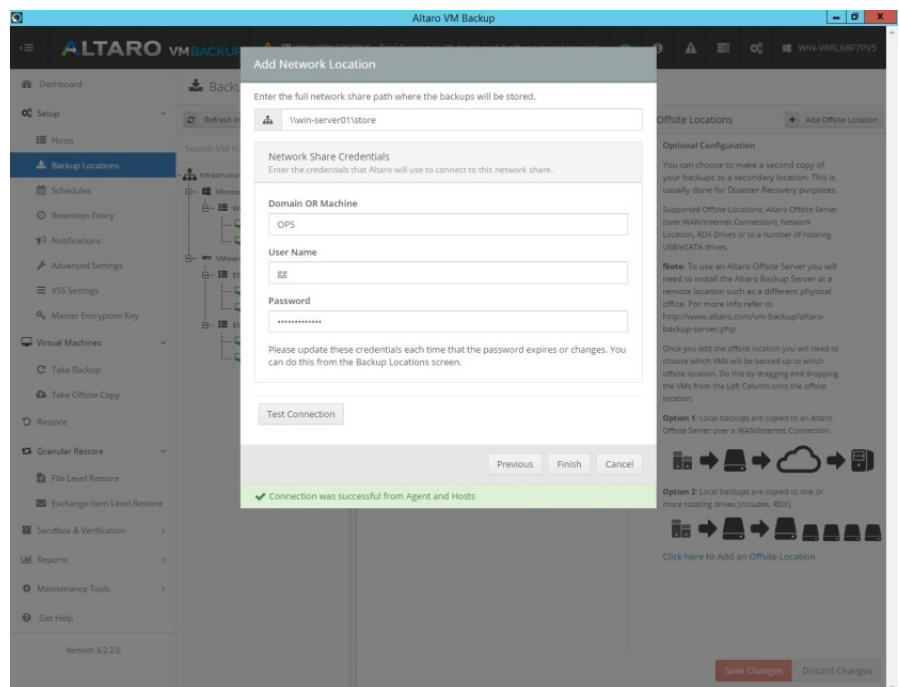 Altaro VM Backup
ALTARO VMBACKUP
WIN-VRRL6RF7PV5
Dashboard
Setup
Hosts
Backup Locations
Schedules
Retention Policy
Notifications
Advanced Settings
VSS Settings
Master Encryption Key
Virtual Machines
Take Backup
Take Offsite Copy
Restore
Granular Restore
File Level Restore
Exchange Item Level Restore
Sandbox & Verification
Reports
Maintenance Tools
Get Help
Version: 6.2.2.0
Refresh
Search VM
Add Network Location
Enter the full network share path where the backups will be stored.
\\win-server01\store
Network Share Credentials
Enter the credentials that Altaro will use to connect to this network share.
Domain OR Machine
OPS
User Name
gg
Password
Please update these credentials each time that the password expires or changes. You
can do this from the Backup Locations screen.
Test Connection
Previous Finish Cancel
Connection was successful from Agent and Hosts
Offsite Locations
Add Offsite Location
Optional Configuration
You can choose to make a second copy of
your backups to a secondary location. This is
usually done for Disaster Recovery purposes.
Supported Offsite Locations: Altaro Offsite Server
(over WAN/Internet Connection), Network
Location, RDX Drives or to a number of rotating
USB/eSATA drives.
Note: To use an Altaro Offsite Server you will
need to install the Altaro Backup Server at a
remote location such as a different physical
office. For more info refer to
http://www.altaro.com/vm-backup/altaro-
backup-server.php
Once you add the offsite location you will need to
choose which VMs will be backed up to which
offsite location. Do this by dragging and dropping
the VMs from the Left Column onto the offsite
location.
Option 1: Local backups are copied to an Altaro
Offsite Server over a WAN/Internet Connection.
Option 2: Local backups are copied to one or
more rotating drives (includes. RDX).
Click here to Add an Offsite Location
Save Changes Discard Changes